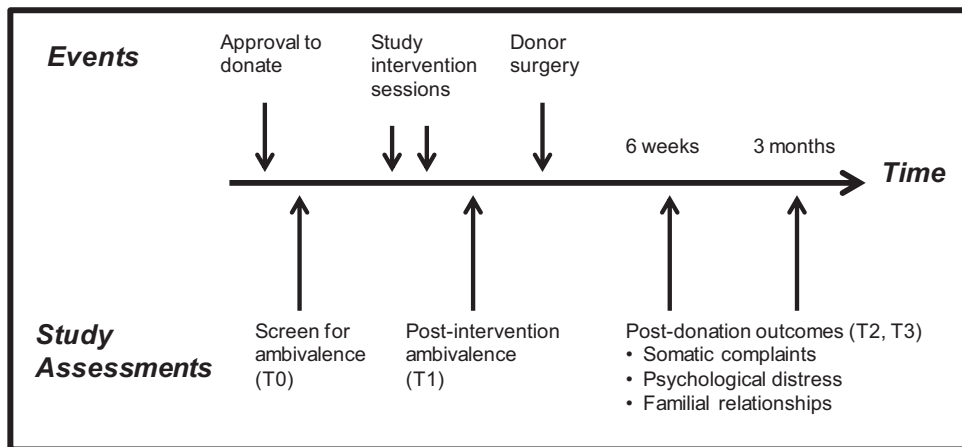 Events
Approval to
donate
Study
intervention
sessions
Donor
surgery
6 weeks
3 months
Time
Study
Assessments
Screen for
ambivalence
(T0)
Post-intervention
ambivalence
(T1)
Post-donation outcomes (T2, T3)
• Somatic complaints
• Psychological distress
• Familial relationships